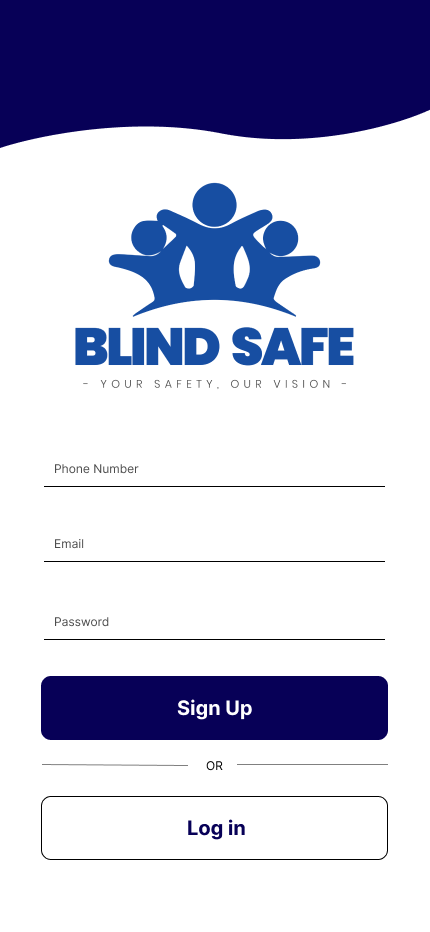 BLIND SAFE
- YOUR SAFETY, OUR VISION -
Phone Number
Email
Password
Sign Up
OR
Log in